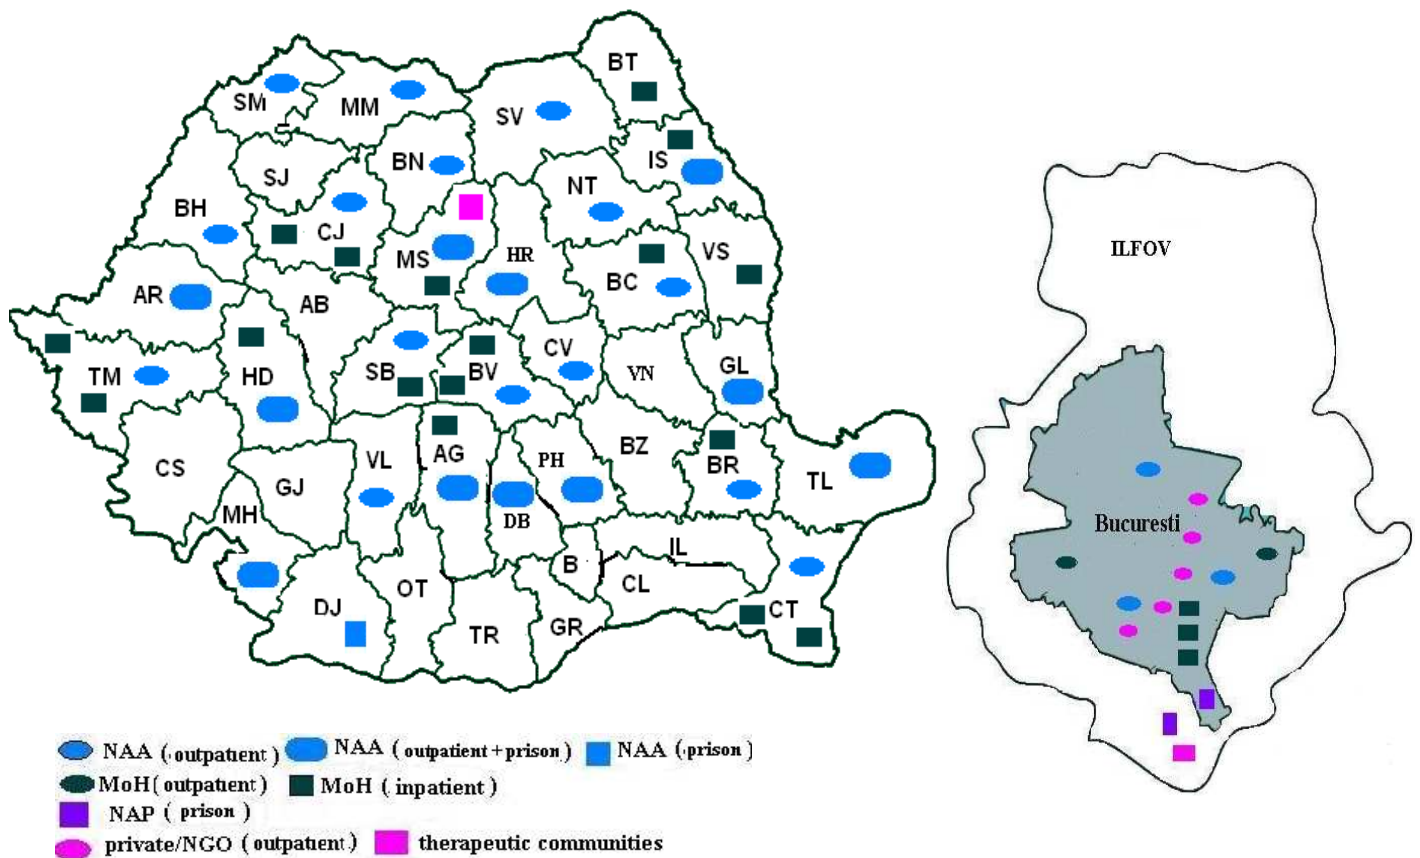 BT
SM
MM
SV
BN
IS
SJ
NT
BH
CJ
HR
VS
MS
BC
AR
AB
CV
GL
TM
HD
SB
BV
VN
BZ
VL
AG
PH
BR
CS
GJ
TL
MH
DB
B
IL
OT
CL
DJ
CT
TR
GR
ILFOV
Bucuresti
NAA (outpatient) NAA (outpatient+prison) NAA (prison)
MoH (outpatient) MoH (inpatient)
NAP (prison)
private/NGO (outpatient) therapeutic communities